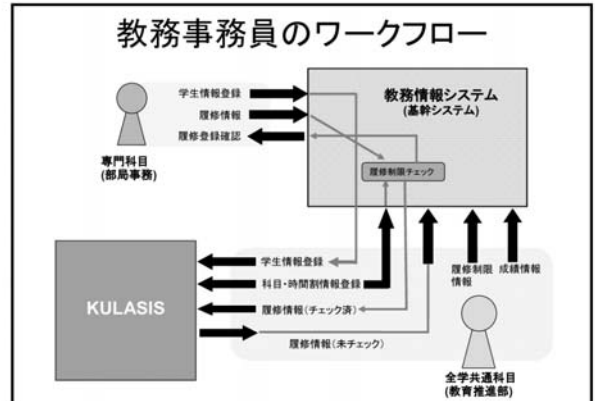 教務事務員のワークフロー
学生情報登録
履修情報
履修登録確認
専門科目
(部局事務)
教務情報システム
(基幹システム)
履修制限チェック
学生情報登録
科目・時間割情報登録
履修情報(チェック済)
履修情報(未チェック)
KULASIS
履修制限
情報
成績情報
全学共通科目
(教育推進部)